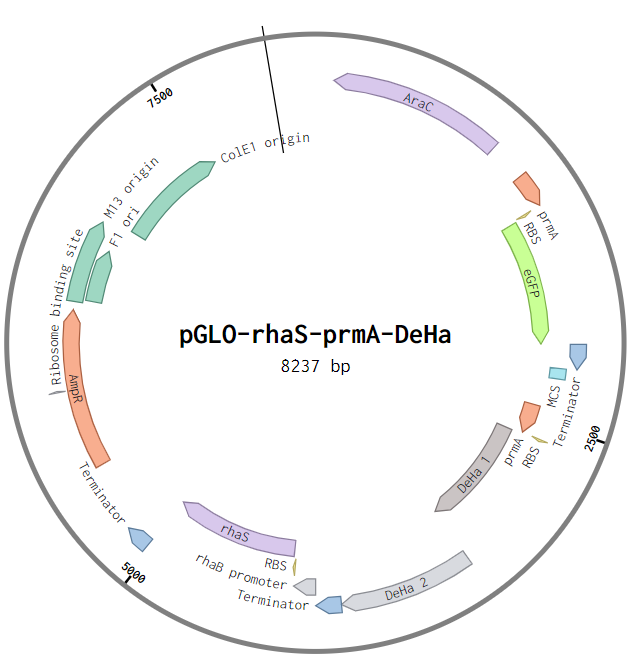 7500
AraC
ColE1 origin
M13 origin
F1 ori
prmA
RBS
eGFP
Ribosome binding site
pGLO-rhaS-prmA-DeHa
8237 bp
AmpR
MCS
Terminator
2500
prmA
RBS
DeHa 1
Terminator
rhaS
RBS
rhaB promoter
5000
Terminator
DeHa 2